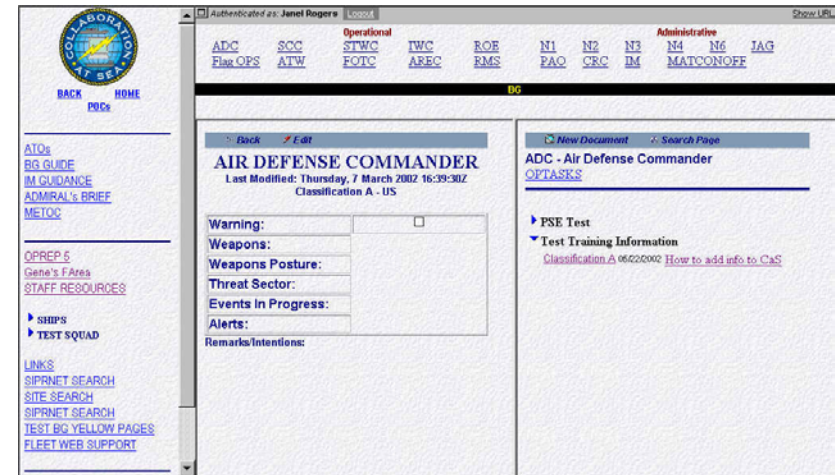 COLLABORATION
AT SEA
BACK HOME
POCs
ATOs
BG GUIDE
IM GUIDANCE
ADMIRAL's BRIEF
METOC
OPREP 5
Gene's FArea
STAFF RESOURCES
SHIPS
TEST SQUAD
LINKS
SIPRNET SEARCH
SITE SEARCH
SIPRNET SEARCH
TEST BG YELLOW PAGES
FLEET WEB SUPPORT
Authenticated as: Janel Rogers Logout Show URL
Operational Administrative
ADC SCC STWC IWC ROE N1 N2 N3 N4 N6 JAG
Flag OPS ATW FOTC AREC RMS PAO CRC IM MATCONOFF
BG
Back Edit
AIR DEFENSE COMMANDER
Last Modified: Thursday, 7 March 2002 16:39:30Z
Classification A - US
Warning:
Weapons:
Weapons Posture:
Threat Sector:
Events In Progress:
Alerts:
Remarks/Intentions:
New Document Search Page
ADC - Air Defense Commander
OPTASKS
PSE Test
Test Training Information
Classification A 06/22/2002 How to add info to CaS